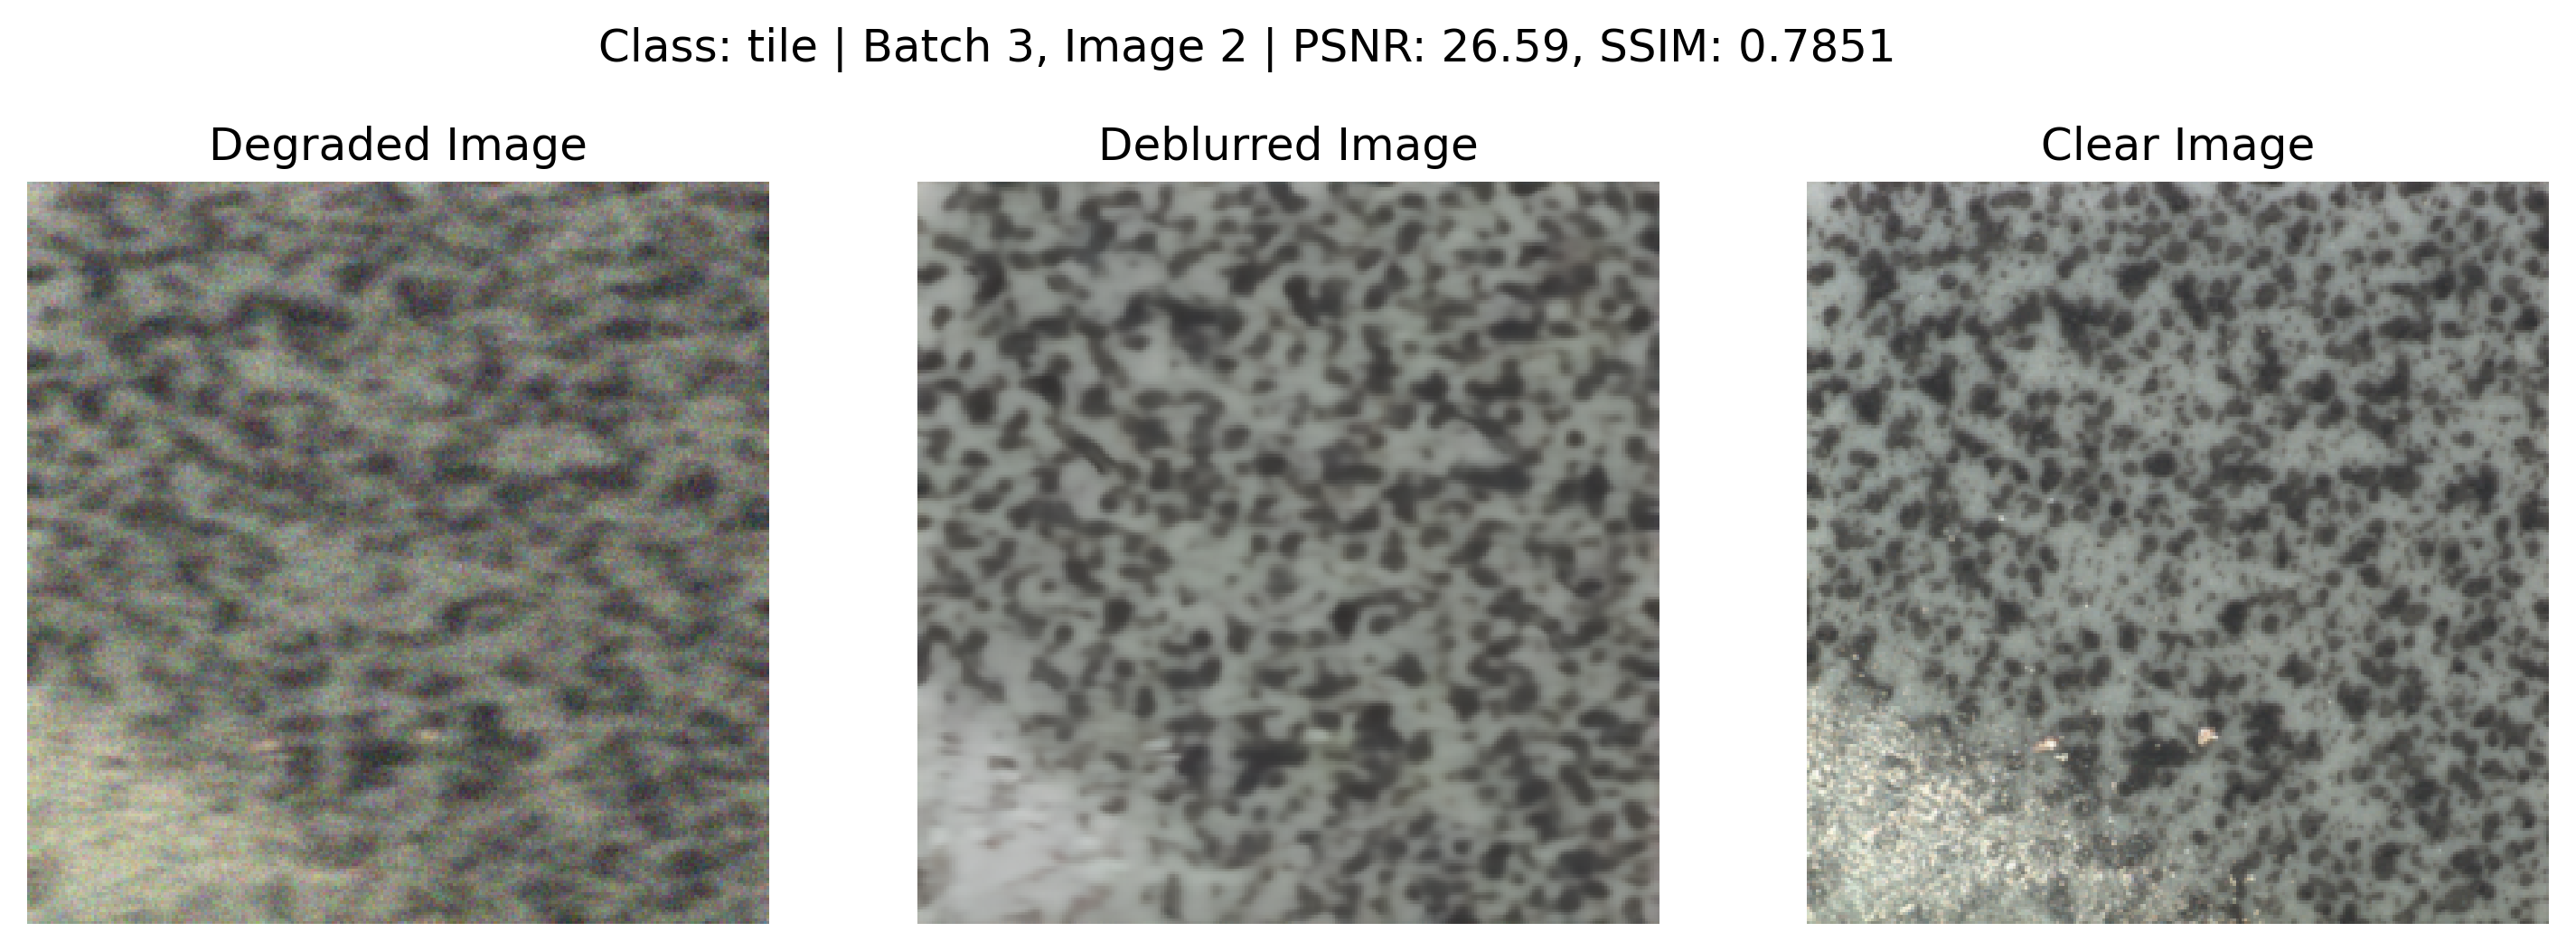 Class: tile | Batch 3, Image 2 | PSNR: 26.59, SSIM: 0.7851
Degraded Image
Deblurred Image
Clear Image